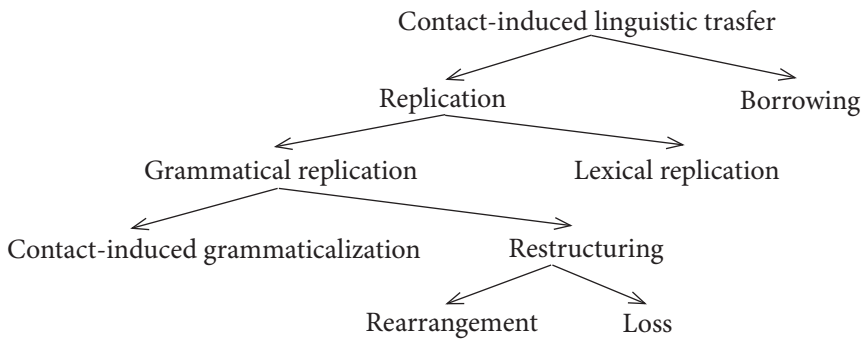 Contact-induced linguistic trasfer
Replication Borrowing
Grammatical replication Lexical replication
Contact-induced grammaticalization Restructuring
Rearrangement Loss